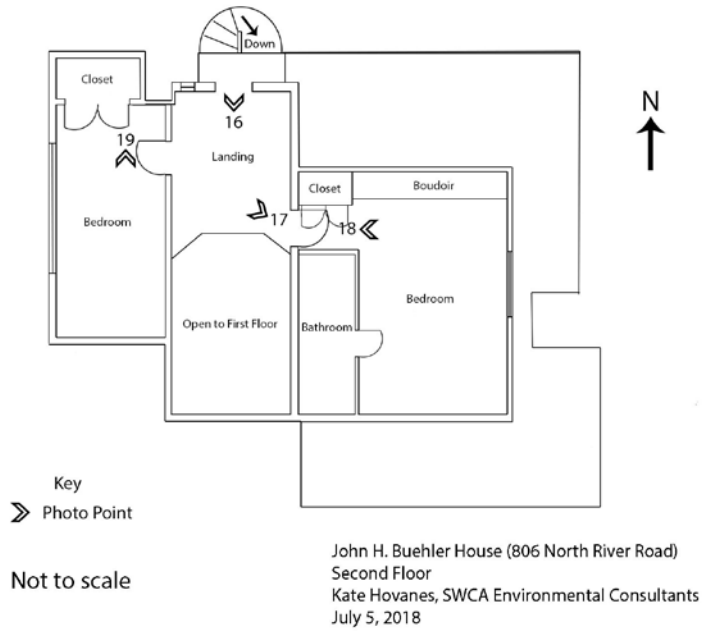 Down
Closet
N
16
19
Landing
Closet
Boudoir
17
18
Bedroom
Bedroom
Open to First Floor
Bathroom
Key
Photo Point
Not to scale
John H. Buehler House (806 North River Road)
Second Floor
Kate Hovanes, SWCA Environmental Consultants
July 5, 2018